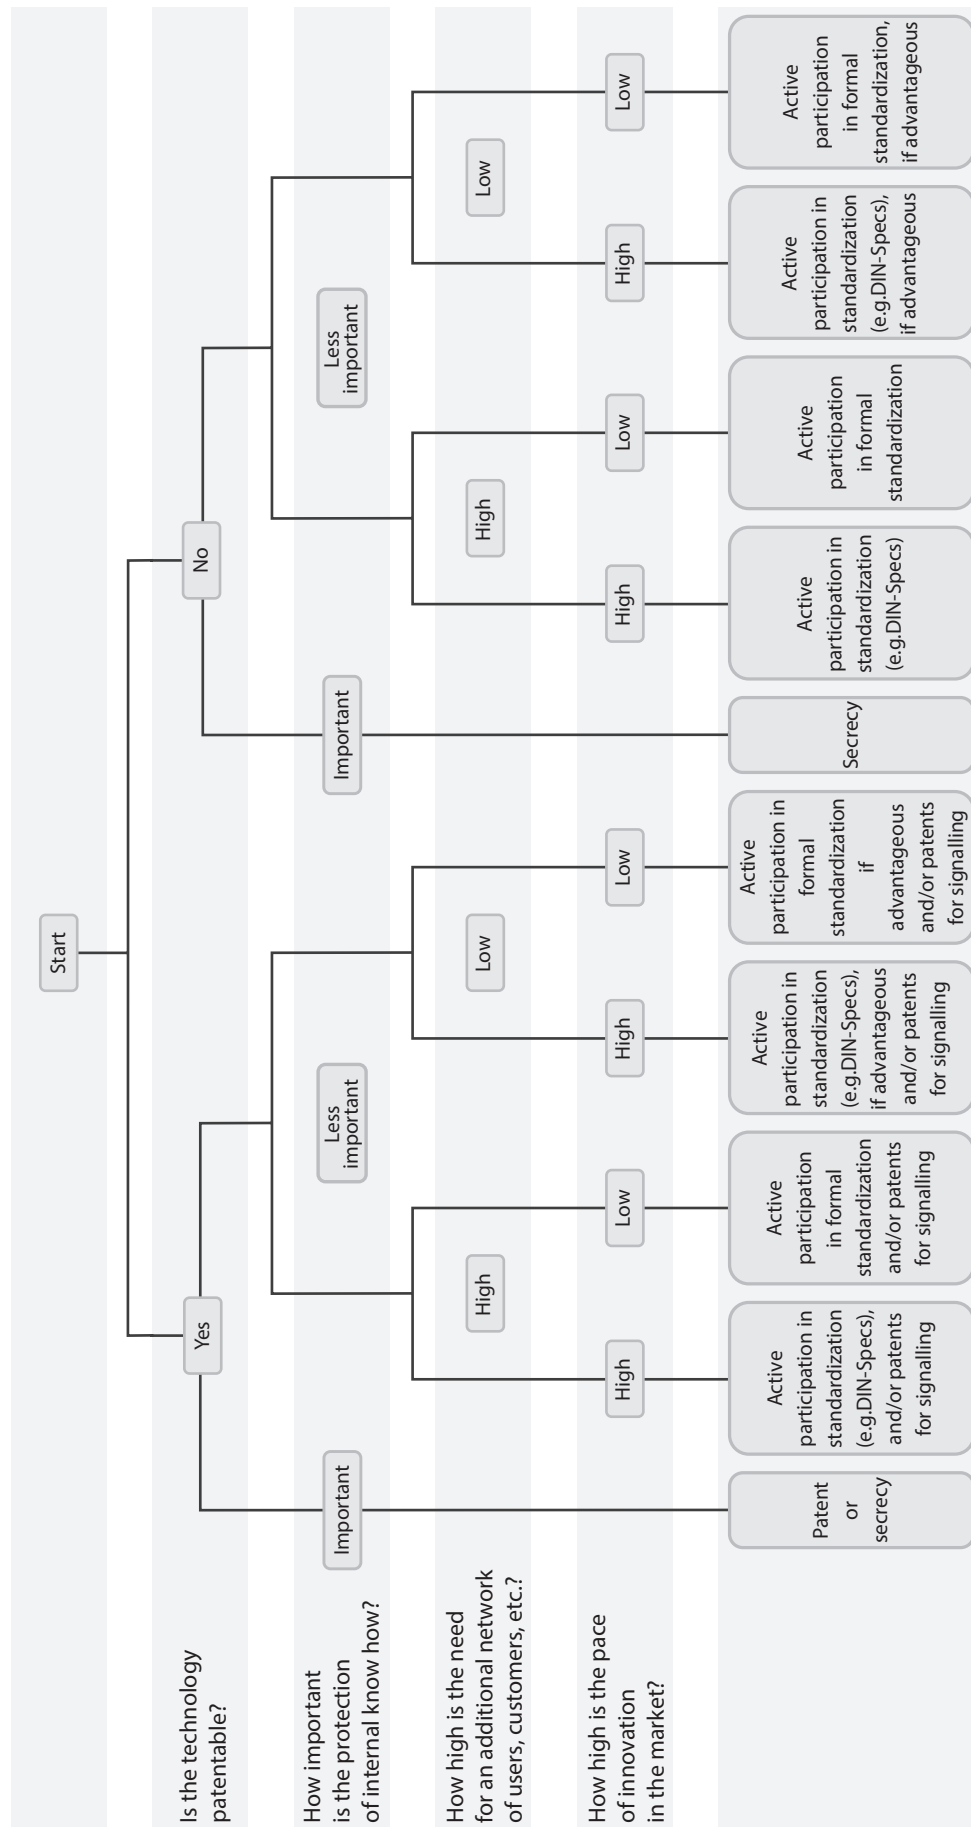 Start
Is the technology
patentable?
Yes
No
How important
is the protection
of internal know how?
Important
Less
important
Important
Less
important
How high is the need
for an additional network
of users, customers, etc.?
High
Low
High
Low
How high is the pace
of innovation
in the market?
High
Low
High
Low
High
Low
High
Low
Patent
or
secrecy
Active
participation in
standardization
(e.g.DIN-Specs),
and/or patents
for signalling
Active
participation
in formal
standardization
and/or patents
for signalling
Active
participation in
standardization
(e.g.DIN-Specs),
if advantageous
and/or patents
for signalling
Active
participation in
formal
standardization
if
advantageous
and/or patents
for signalling
Secrecy
Active
participation in
standardization
(e.g.DIN-Specs)
Active
participation
in formal
standardization
Active
participation in
standardization
(e.g.DIN-Specs),
if advantageous
Active
participation
in formal
standardization,
if advantageous